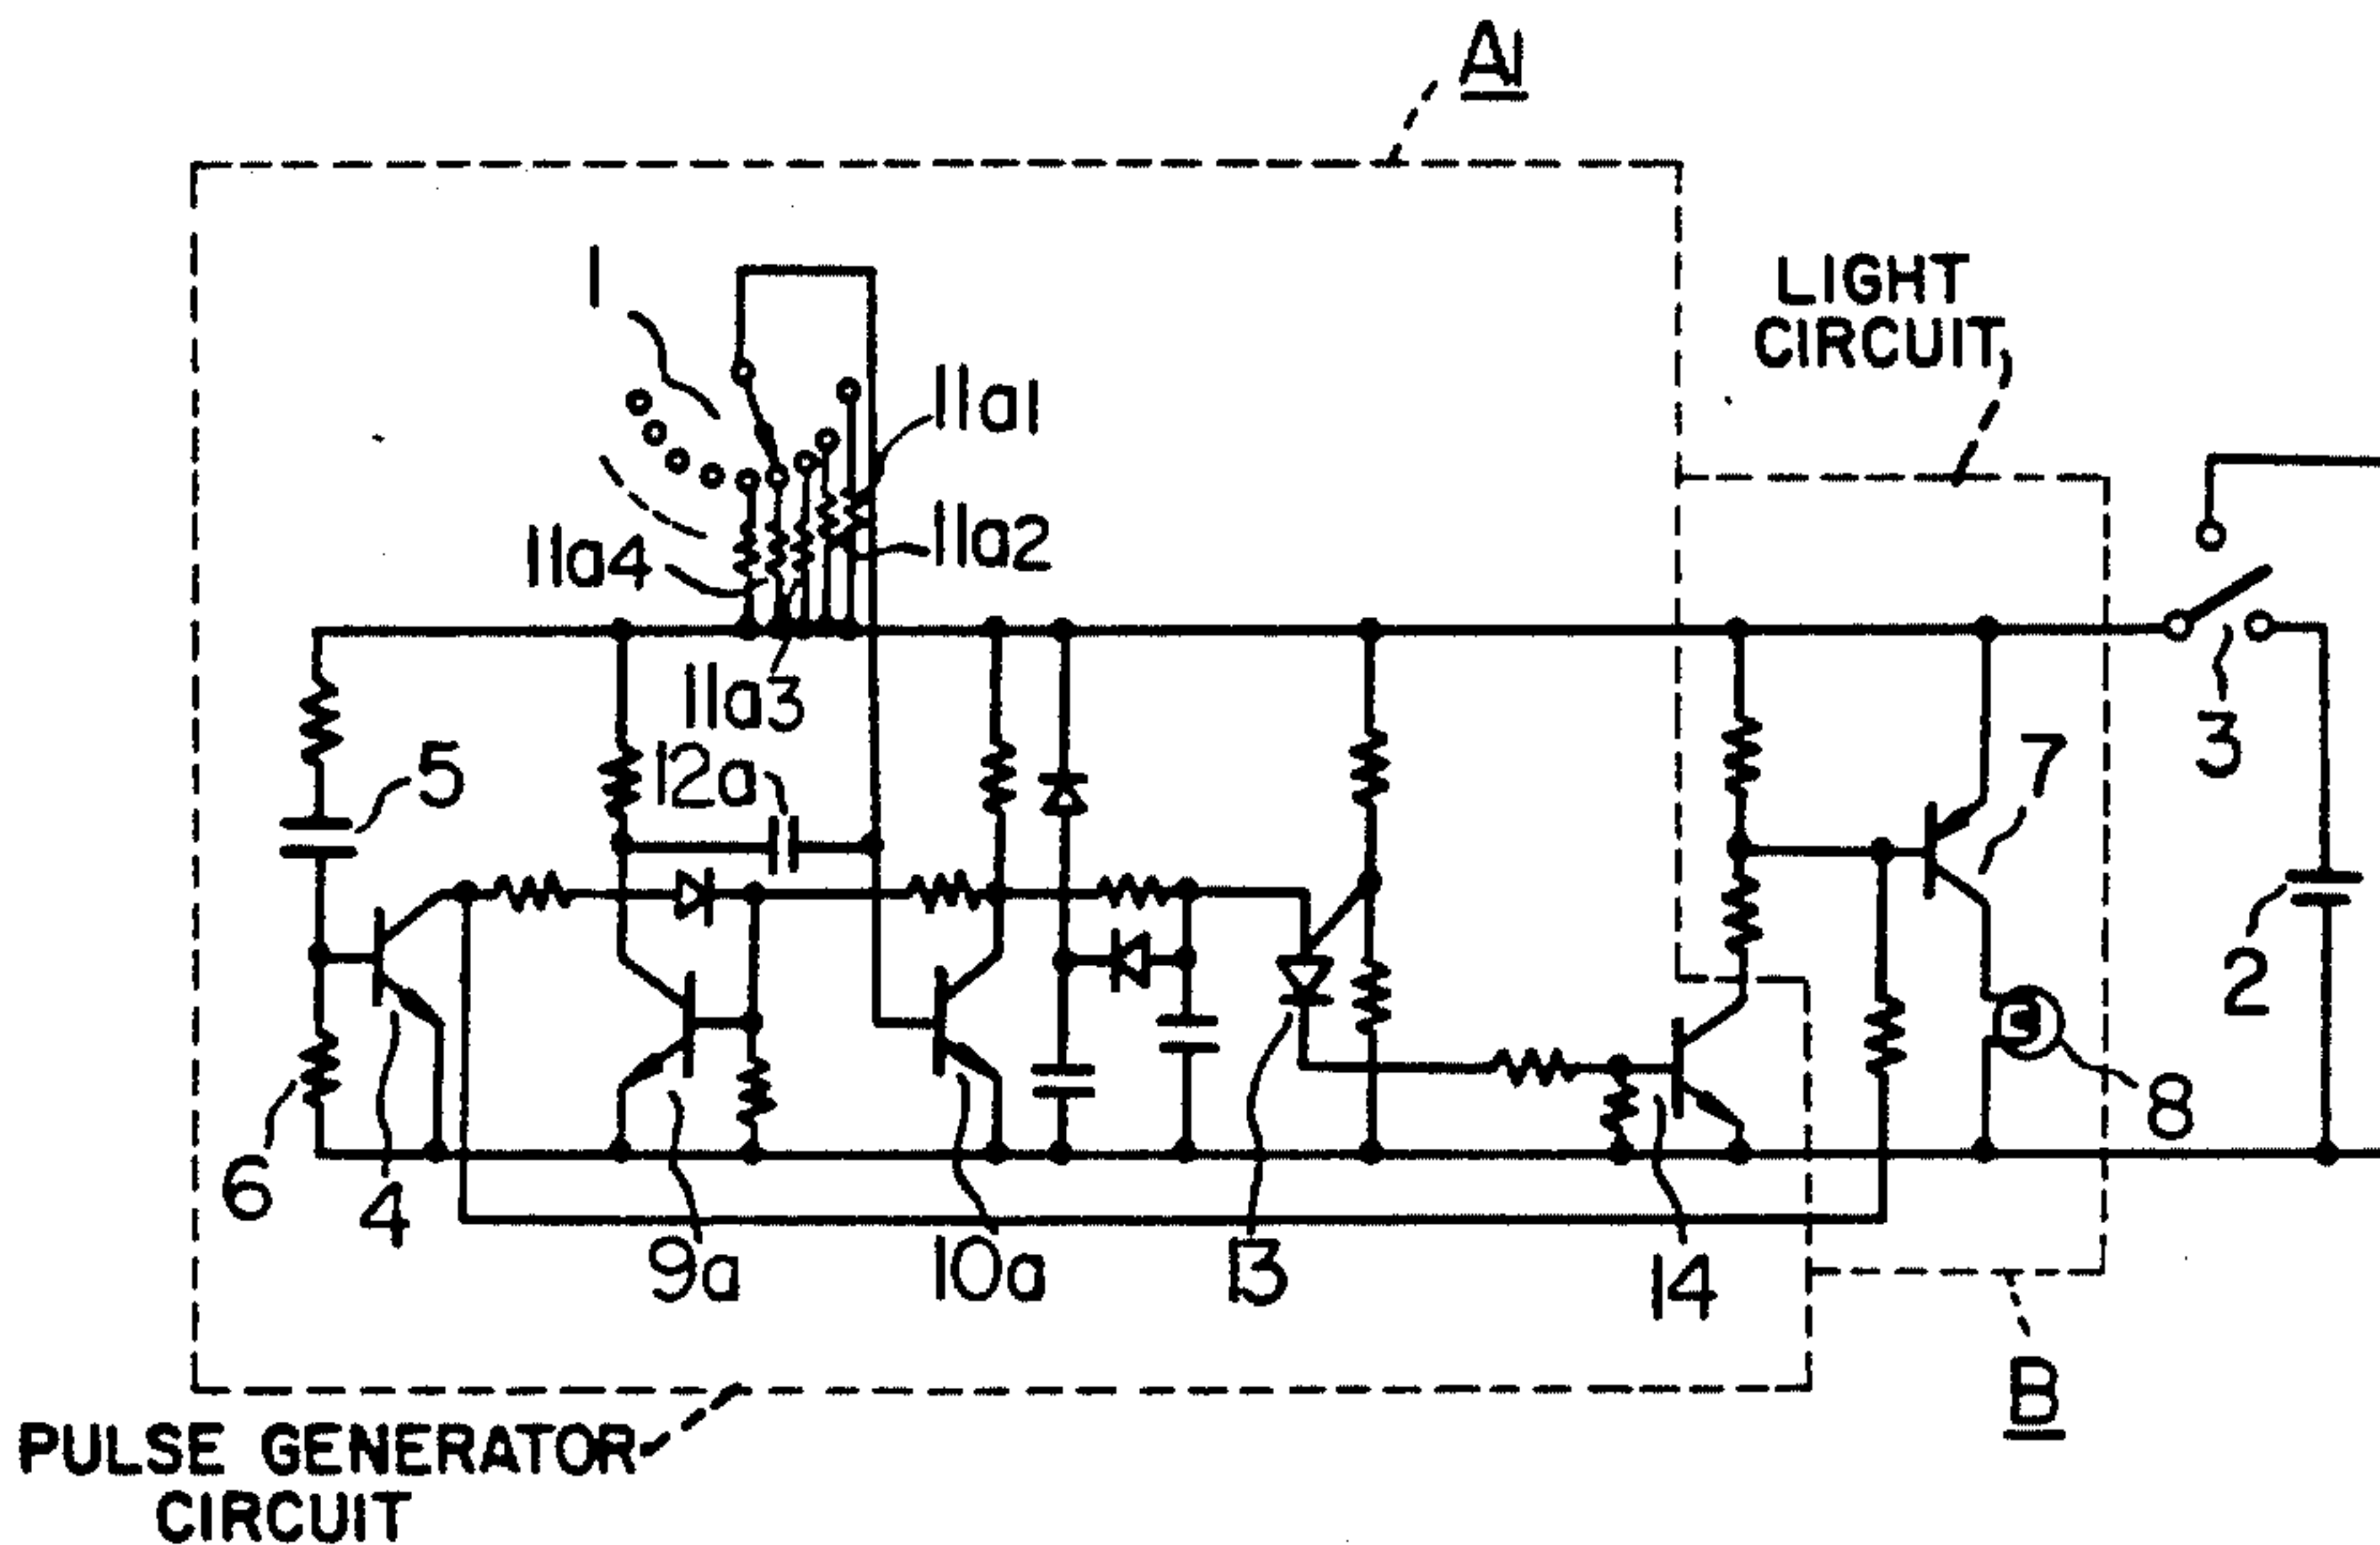 A1
LIGHT
CIRCUIT
1
11a1
11a2
11a4
11a3
12a
5
7
3
2
8
6
4
9a
10a
13
14
B
PULSE GENERATOR
CIRCUIT